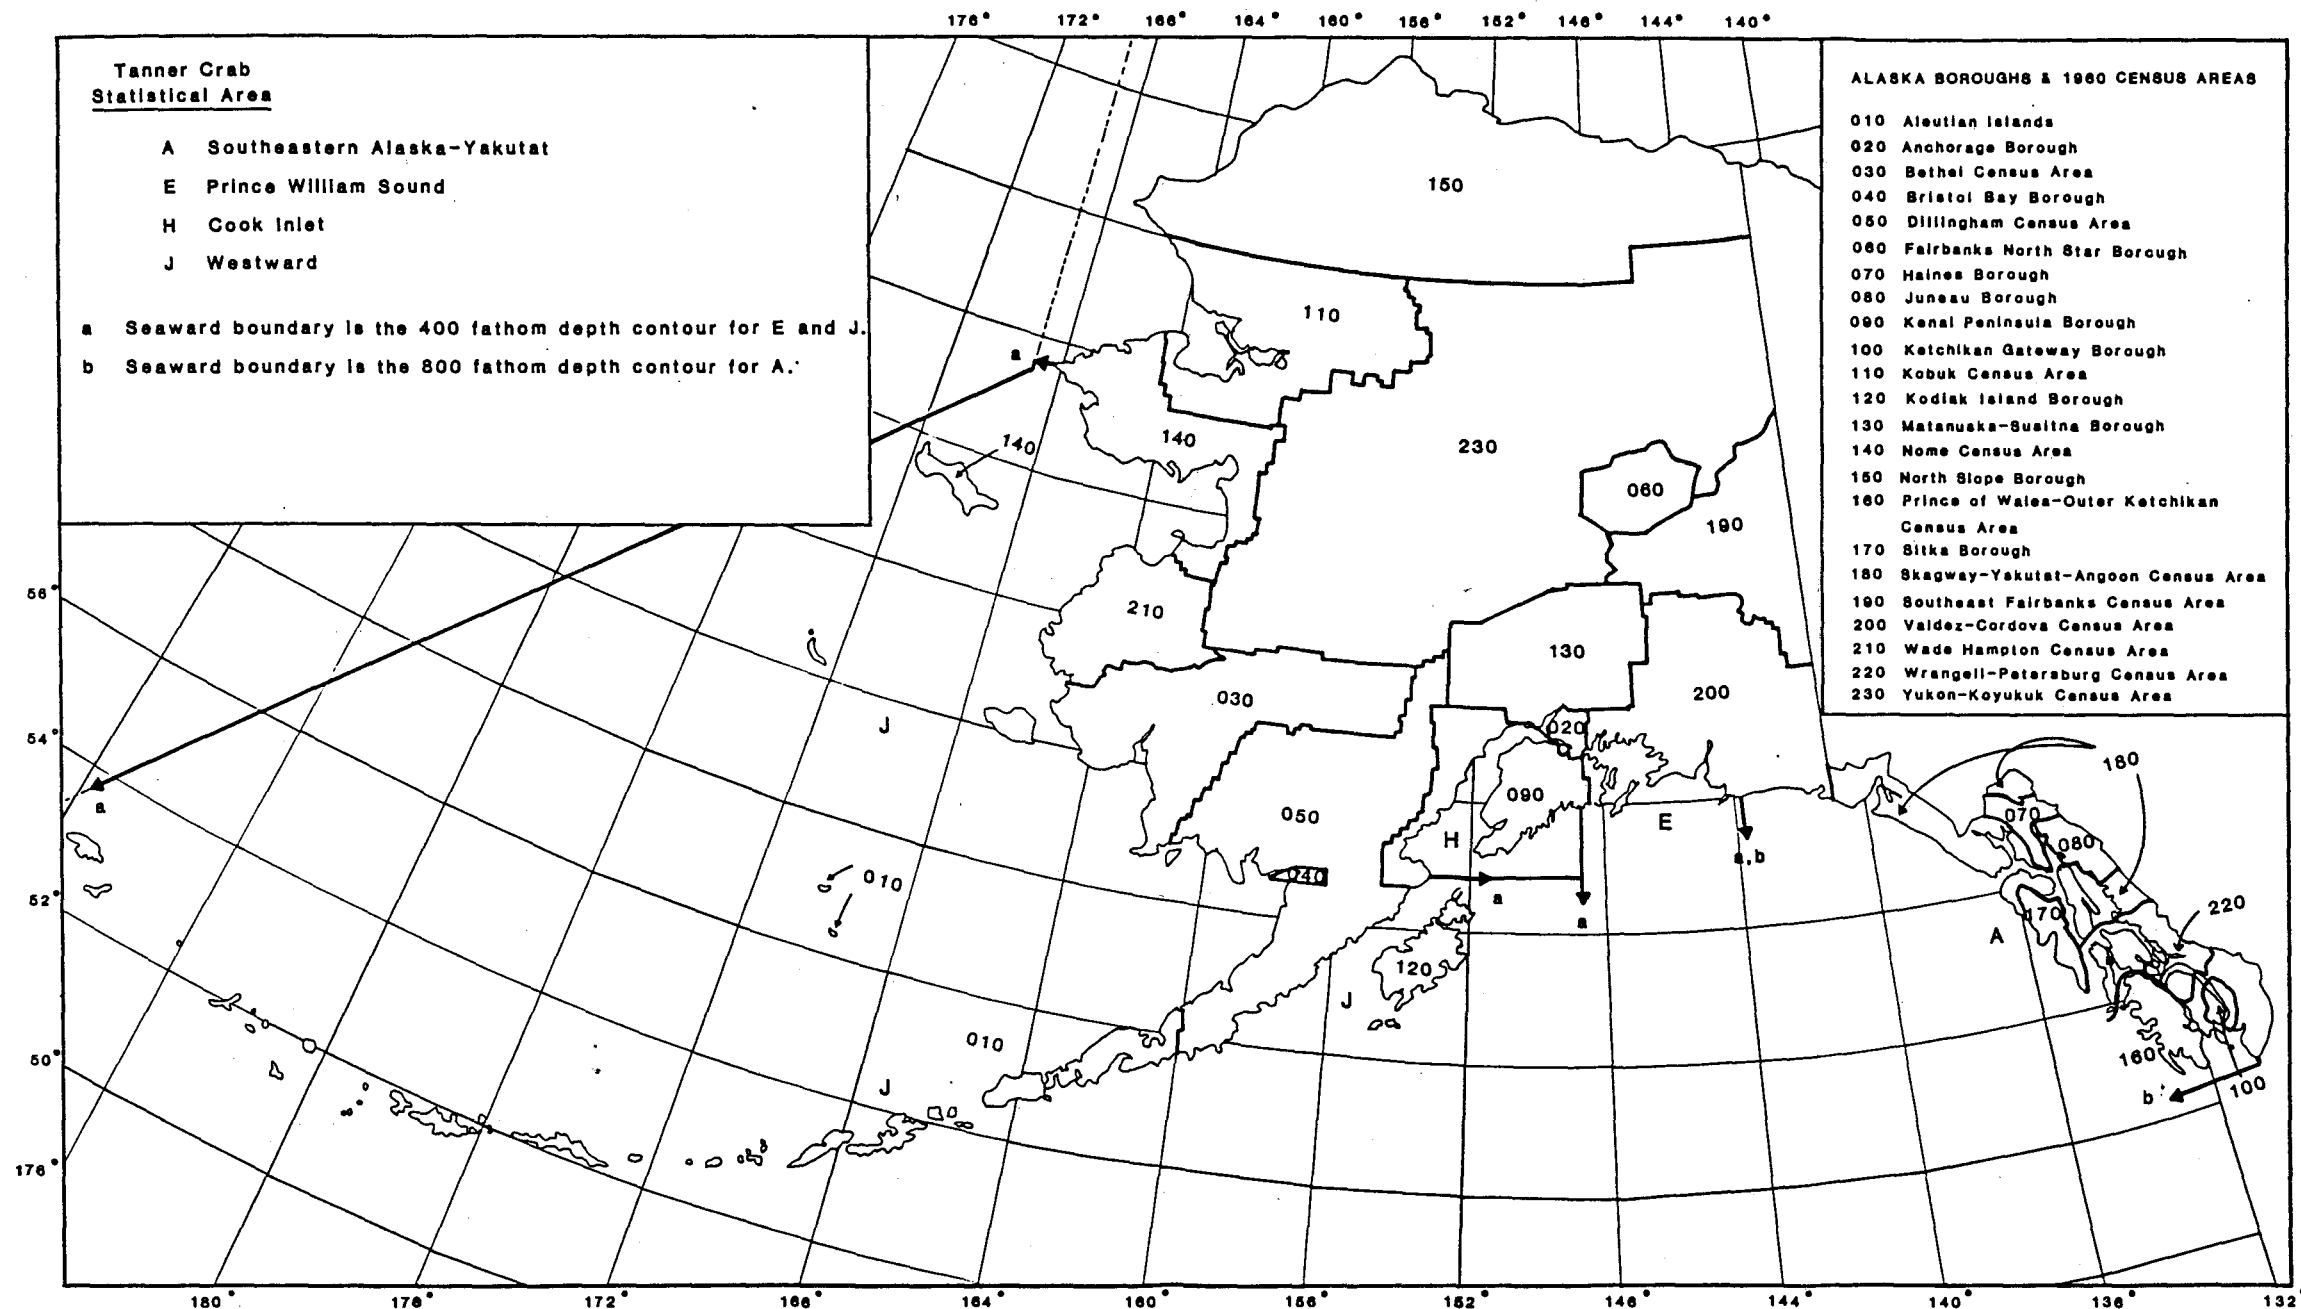 176° 172° 166° 164° 160° 156° 152° 146° 144° 140°
Tanner Crab
Statistical Area
A Southeastern Alaska-Yakutat
E Prince William Sound
H Cook Inlet
J Westward
a Seaward boundary is the 400 fathom depth contour for E and J.
b Seaward boundary is the 800 fathom depth contour for A.
ALASKA BOROUGHS & 1960 CENSUS AREAS
010 Aleutian Islands
020 Anchorage Borough
030 Bethel Census Area
040 Bristol Bay Borough
050 Dillingham Census Area
060 Fairbanks North Star Borough
070 Haines Borough
080 Juneau Borough
090 Kenai Peninsula Borough
100 Ketchikan Gateway Borough
110 Kobuk Census Area
120 Kodiak Island Borough
130 Matanuska-Susitna Borough
140 Nome Census Area
150 North Slope Borough
160 Prince of Wales-Outer Ketchikan
Census Area
170 Sitka Borough
180 Skagway-Yakutat-Angoon Census Area
190 Southeast Fairbanks Census Area
200 Valdez-Cordova Census Area
210 Wade Hampton Census Area
220 Wrangell-Petersburg Census Area
230 Yukon-Koyukuk Census Area
150
110
a
140
140
230
060
190
56°
210
130
030
200
J
020
54°
180
a
090
050
070
E
H
080
a,b
010
040
52°
a
a
170
220
A
120
J
010
50°
160
J
100
b
176°
180° 176° 172° 166° 164° 160° 156° 152° 146° 144° 140° 136° 132°